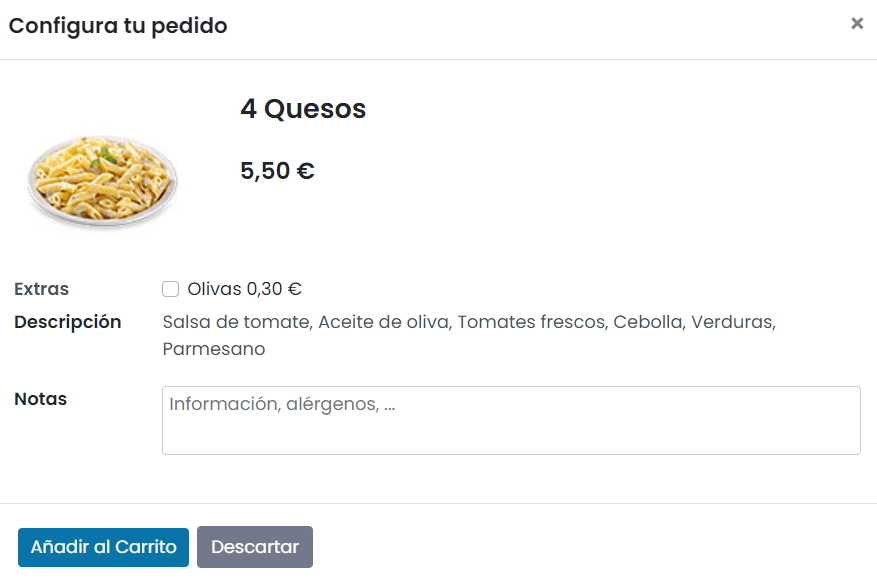 Configura tu pedido
×
4 Quesos
5,50 €
Extras
Olivas 0,30 €
Descripción
Salsa de tomate, Aceite de oliva, Tomates frescos, Cebolla, Verduras,
Parmesano
Notas
Información, alérgenos, ...
Añadir al Carrito
Descartar